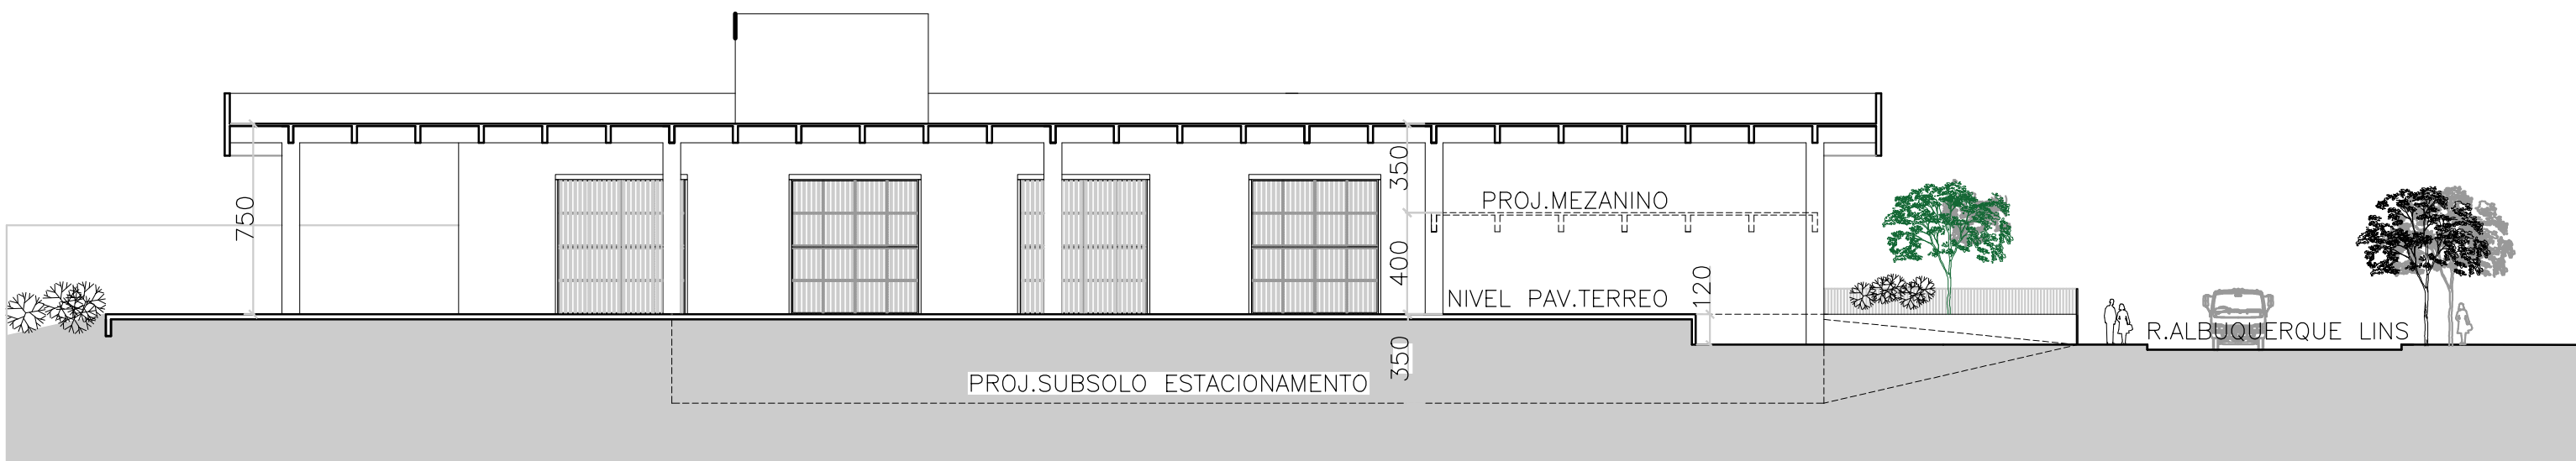 750
350
PROJ.MEZANINO
400
NIVEL PAV.TERREO
120
R.ALBUQUERQUE LINS
350
PROJ.SUBSOLO ESTACIONAMENTO